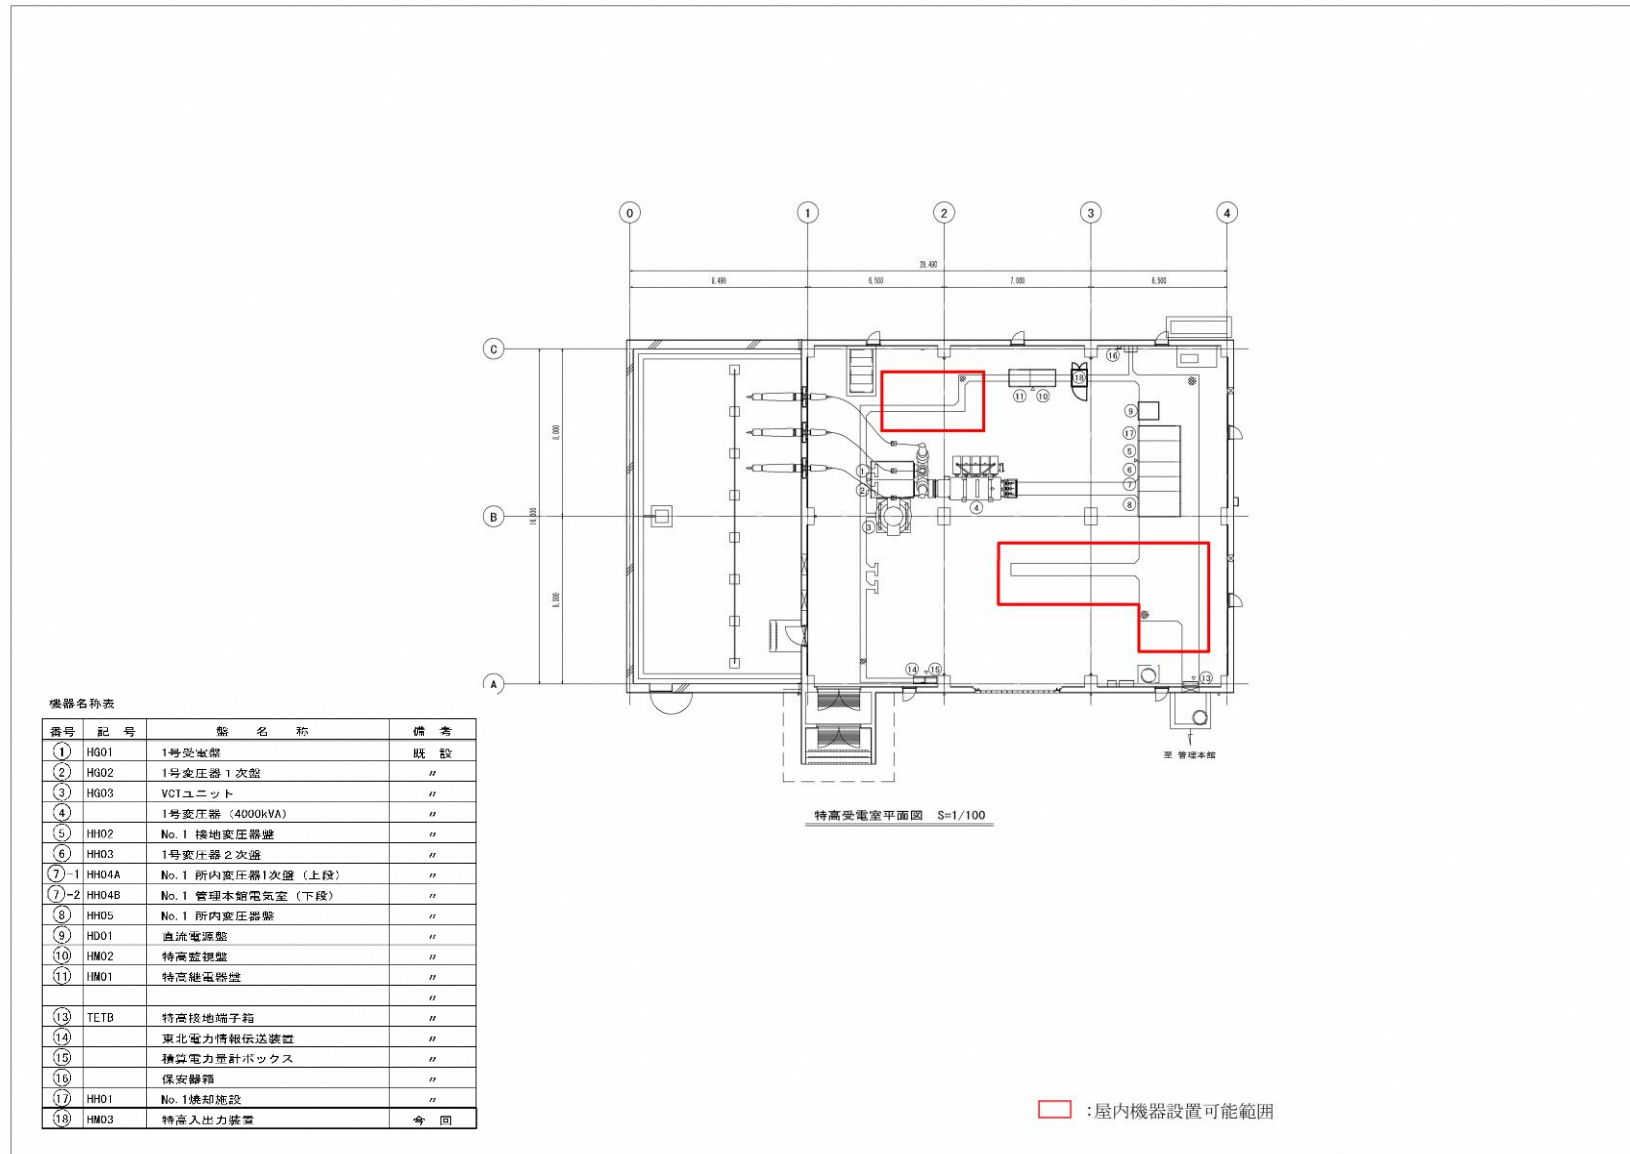 0 1 2 3 4
28,490
8,490 6,500 7,000 6,500
C
B
A
8,000
16,000
8,000
16
18
11 10
9
17
5
6
7
8
1
2
3
4
14 15
13
至 管理本館
特高受電室平面図 S=1/100
機器名称表
番号 記 号 盤 名 称 備 考
1 HG01 1号受電盤 既 設
2 HG02 1号変圧器1次盤 〃
3 HG03 VCTユニット 〃
4 1号変圧器 (4000kVA) 〃
5 HH02 No.1 接地変圧器盤 〃
6 HH03 1号変圧器2次盤 〃
7-1 HH04A No.1 所内変圧器1次盤 (上段) 〃
7-2 HH04B No.1 管理本館電気室 (下段) 〃
8 HH05 No.1 所内変圧器盤 〃
9 HD01 直流電源盤 〃
10 HM02 特高監視盤 〃
11 HM01 特高継電器盤 〃
〃
13 TETB 特高接地端子箱 〃
14 東北電力情報伝送装置 〃
15 積算電力量計ボックス 〃
16 保安器箱 〃
17 HH01 No.1焼却施設 〃
18 HM03 特高入出力装置 今 回
:屋内機器設置可能範囲